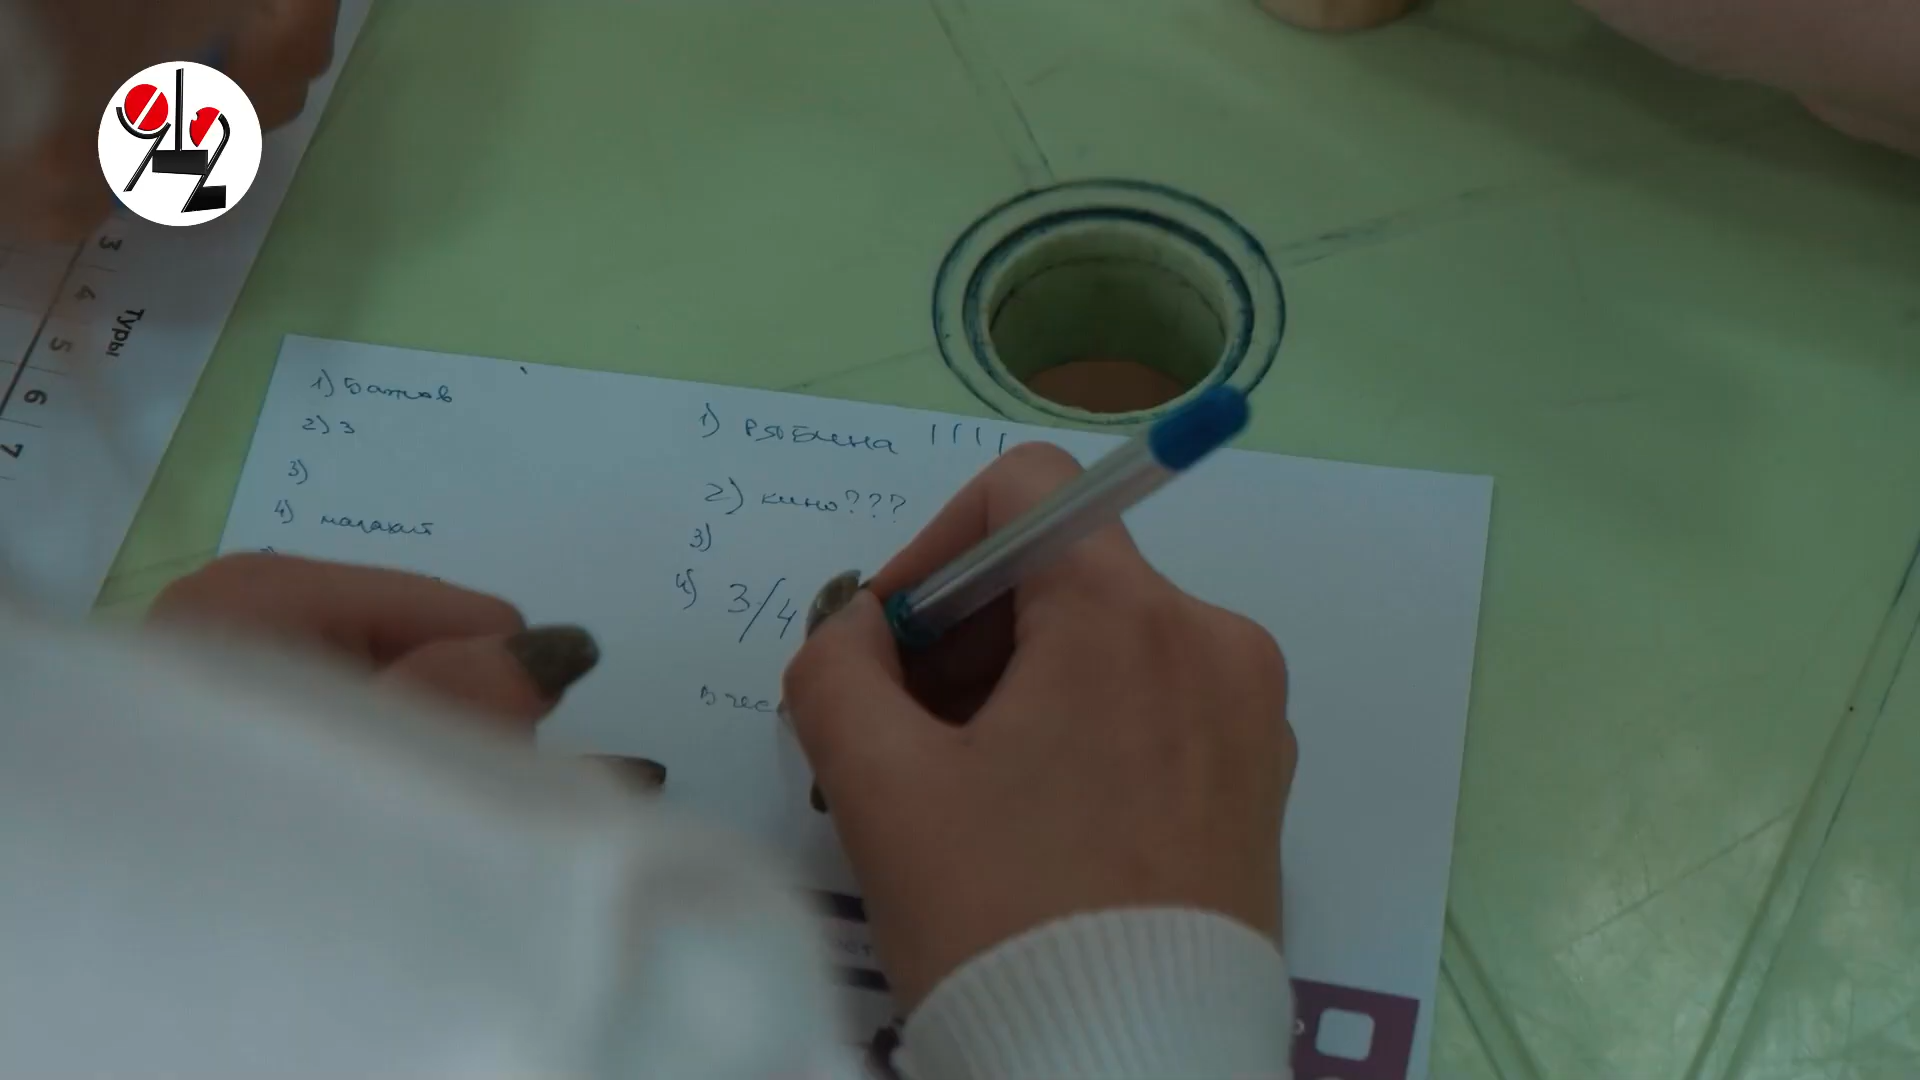 Туры
3
4
5
6
7
1) Бажов
2) 3
3)
4) малахит
1) рябина
2) кино???
3)
4) 3/4